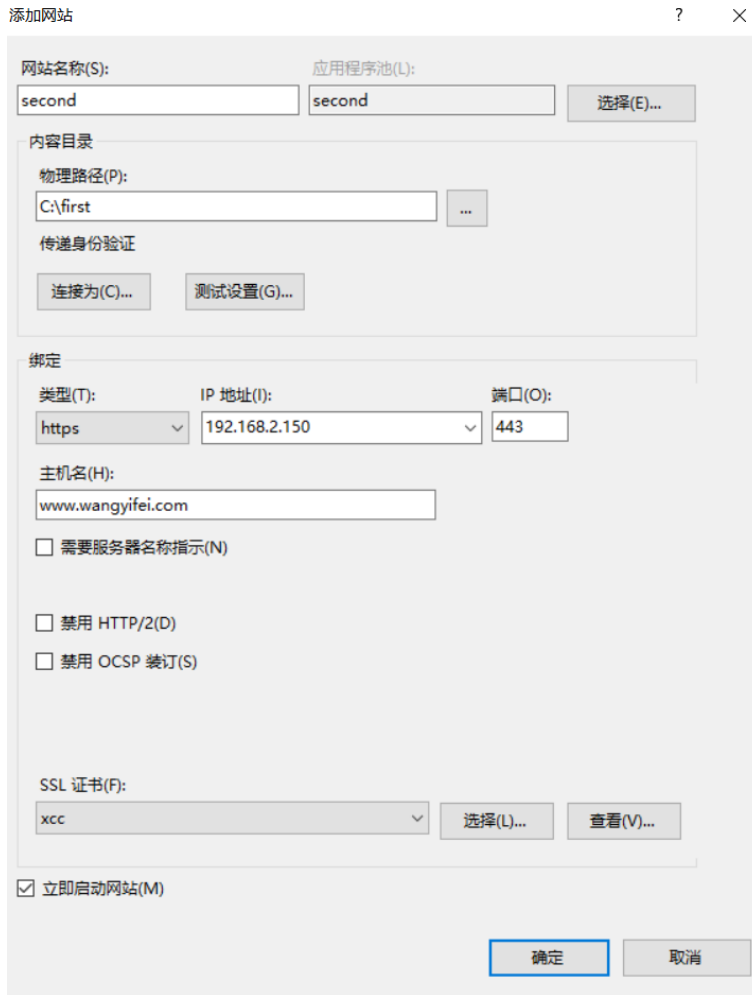 添加网站
?
网站名称(S):
应用程序池(L):
second
second
选择(E)...
内容目录
物理路径(P):
C:\first
...
传递身份验证
连接为(C)...
测试设置(G)...
绑定
类型(T):
IP 地址(I):
端口(O):
https
192.168.2.150
443
主机名(H):
www.wangyifei.com
需要服务器名称指示(N)
禁用 HTTP/2(D)
禁用 OCSP 装订(S)
SSL 证书(F):
xcc
选择(L)...
查看(V)...
立即启动网站(M)
确定
取消